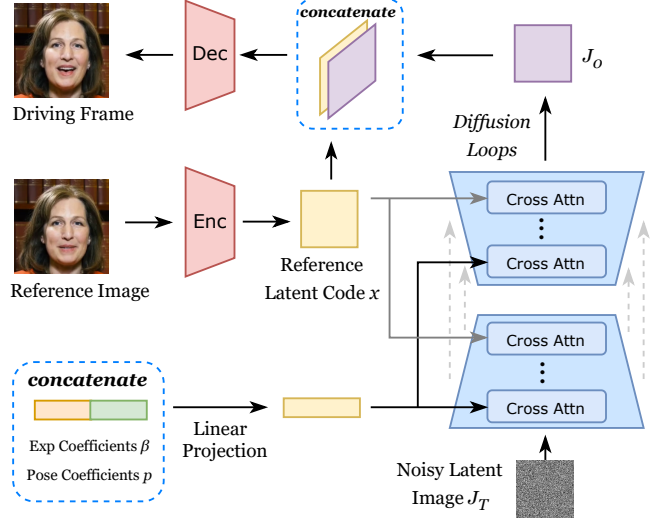 concatenate
Dec
J₀
Driving Frame
Diffusion
Loops
Enc
Cross Attn
Cross Attn
Reference Image
Reference
Latent Code x
Cross Attn
Cross Attn
concatenate
Exp Coefficients β
Pose Coefficients p
Linear
Projection
Noisy Latent
Image J_T